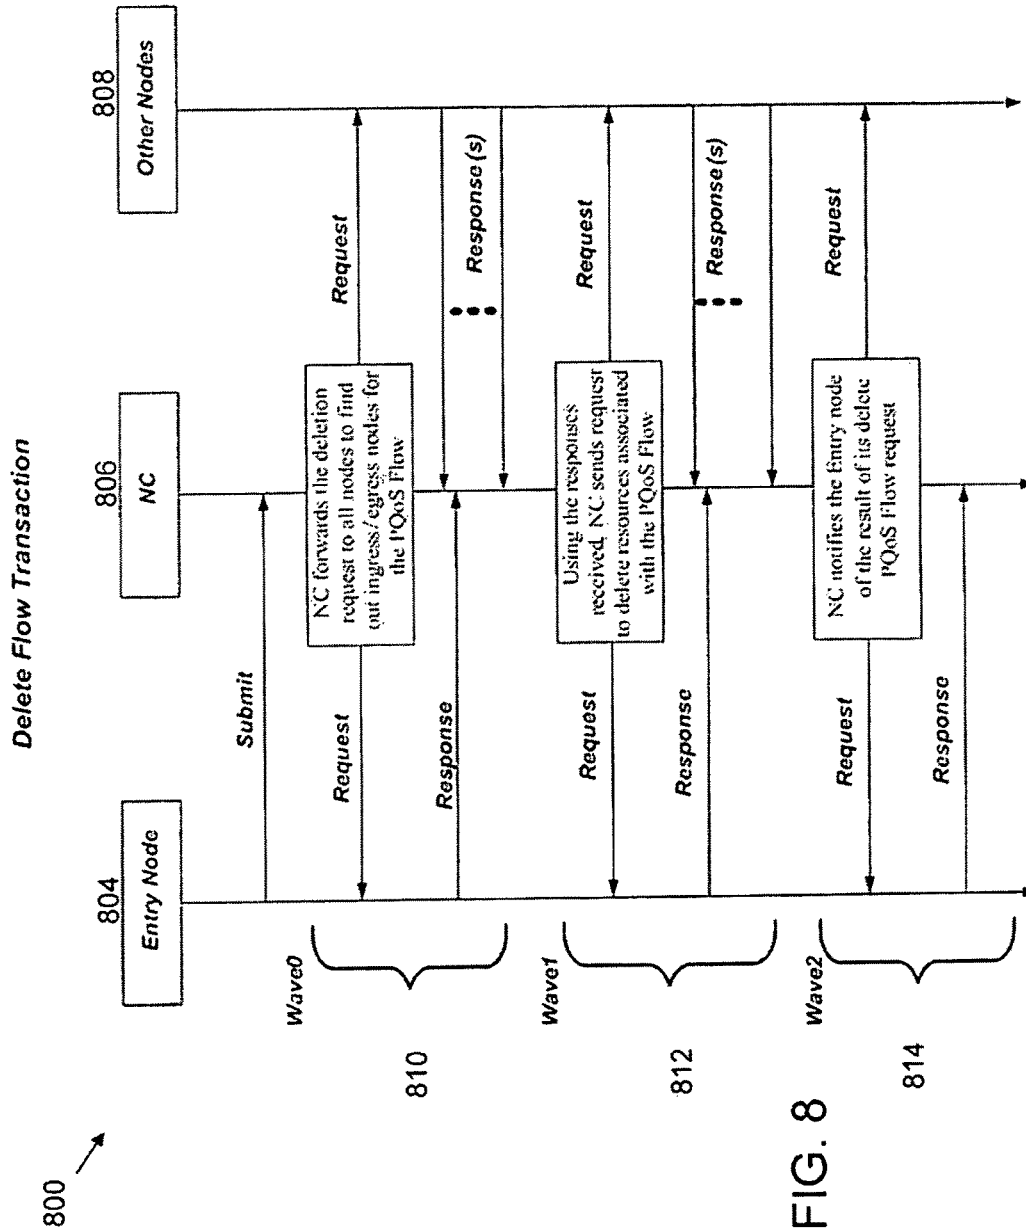 Delete Flow Transaction
800
804
806
808
Entry Node
NC
Other Nodes
Submit
Wave0
810
NC forwards the deletion
request to all nodes to find
out ingress/egress nodes for
the PQoS Flow
Request
Request
Response
Response(s)
Wave1
812
Using the responses
received, NC sends request
to delete resources associated
with the PQoS Flow
Request
Request
Response
Response(s)
Wave2
814
NC notifies the Entry node
of the result of its delete
PQoS Flow request
Request
Request
Response
FIG. 8